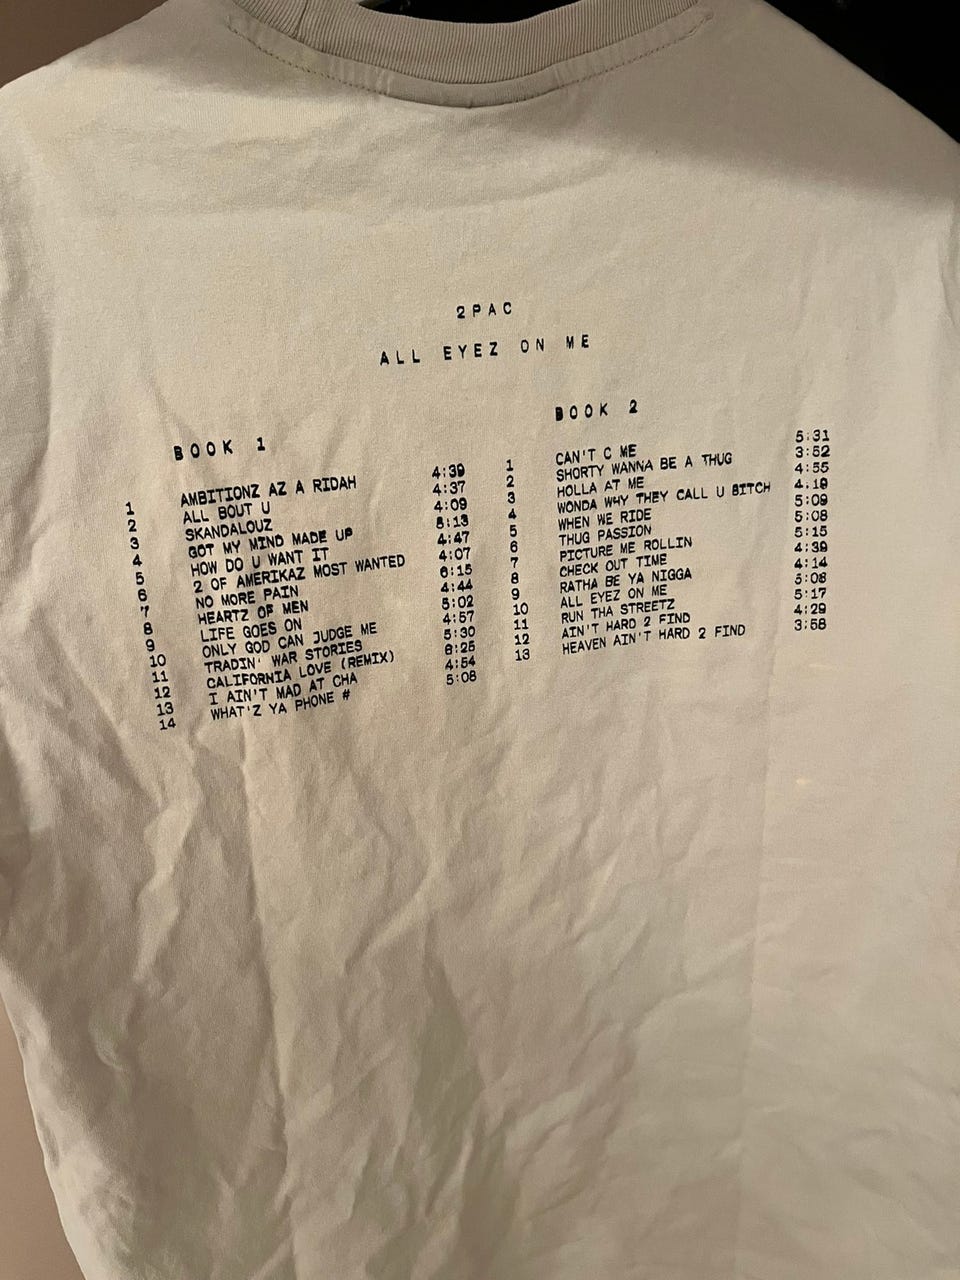 2PAC
ALL EYEZ ON ME
BOOK 1
1 AMBITIONZ AZ A RIDAH 4:39
2 ALL BOUT U 4:37
3 SKANDALOUZ 4:09
4 GOT MY MIND MADE UP 5:13
5 HOW DO U WANT IT 4:47
6 2 OF AMERIKAZ MOST WANTED 4:07
7 NO MORE PAIN 6:15
8 HEARTZ OF MEN 4:44
9 LIFE GOES ON 5:02
10 ONLY GOD CAN JUDGE ME 4:57
11 TRADIN' WAR STORIES 5:30
12 CALIFORNIA LOVE (REMIX) 6:25
13 I AIN'T MAD AT CHA 4:54
14 WHAT'Z YA PHONE # 5:08
BOOK 2
1 CAN'T C ME 5:31
2 SHORTY WANNA BE A THUG 3:52
3 HOLLA AT ME 4:55
4 WONDA WHY THEY CALL U BITCH 4:19
5 WHEN WE RIDE 5:09
6 THUG PASSION 5:08
7 PICTURE ME ROLLIN 5:15
8 CHECK OUT TIME 4:39
9 RATHA BE YA NIGGA 4:14
10 ALL EYEZ ON ME 5:08
11 RUN THA STREETZ 5:17
12 AIN'T HARD 2 FIND 4:29
13 HEAVEN AIN'T HARD 2 FIND 3:58